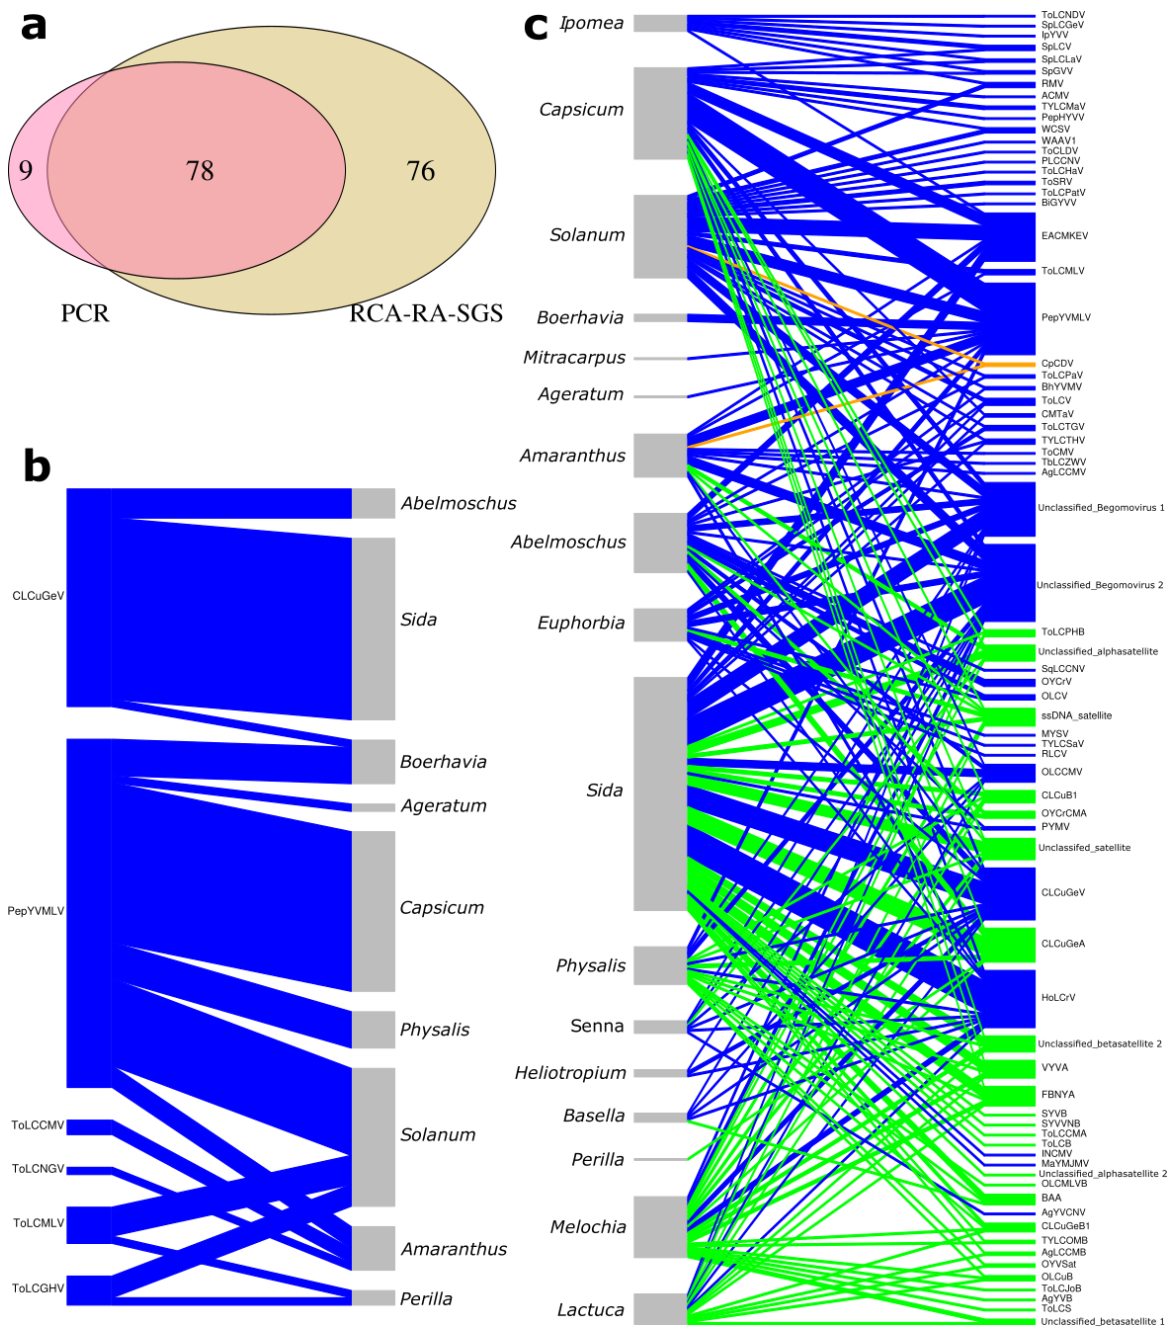 a
9
78
76
PCR
RCA-RA-SGS
b
CLCuGeV
PepYVMLV
ToLCCMV
ToLCNGV
ToLCMLV
ToLCGHV
Abelmoschus
Sida
Boerhavia
Ageratum
Capsicum
Physalis
Solanum
Amaranthus
Perilla
c
Ipomea
Capsicum
Solanum
Boerhavia
Mitracarpus
Ageratum
Amaranthus
Abelmoschus
Euphorbia
Sida
Physalis
Senna
Heliotropium
Basella
Perilla
Melochia
Lactuca
ToLCNDV
SpLCGeV
IpYVV
SpLCV
SpLCLaV
SpGVV
RMV
ACMV
TYLCMaV
PepHYVV
WCSV
WAAV1
ToCLDV
PLCCNV
ToLCHaV
ToSRV
ToLCPatV
BiGYVV
EACMKEV
ToLCMLV
PepYVMLV
CpCDV
ToLCPaV
BhYVMV
ToLCV
CMTaV
ToLCTGV
TYLCTHV
ToCMV
TbLCZWV
AgLCCMV
Unclassified_Begomovirus 1
Unclassified_Begomovirus 2
ToLCPHB
Unclassified_alphasatellite
SqLCCNV
OYCrV
OLCV
ssDNA_satellite
MYSV
TYLCSaV
RLCV
OLCCMV
CLCuB1
OYCrCMA
PYMV
Unclassifed_satellite
CLCuGeV
CLCuGeA
HoLCrV
Unclassified_betasatellite 2
VYVA
FBNYA
SYVB
SYVVNB
ToLCCMA
ToLCB
INCMV
MaYMJMV
Unclassified_alphasatellite 2
OLCMLVB
BAA
AgYVCNV
CLCuGeB1
TYLCOMB
AgLCCMB
OYVSat
OLCuB
ToLCJoB
AgYVB
ToLCS
Unclassified_betasatellite 1